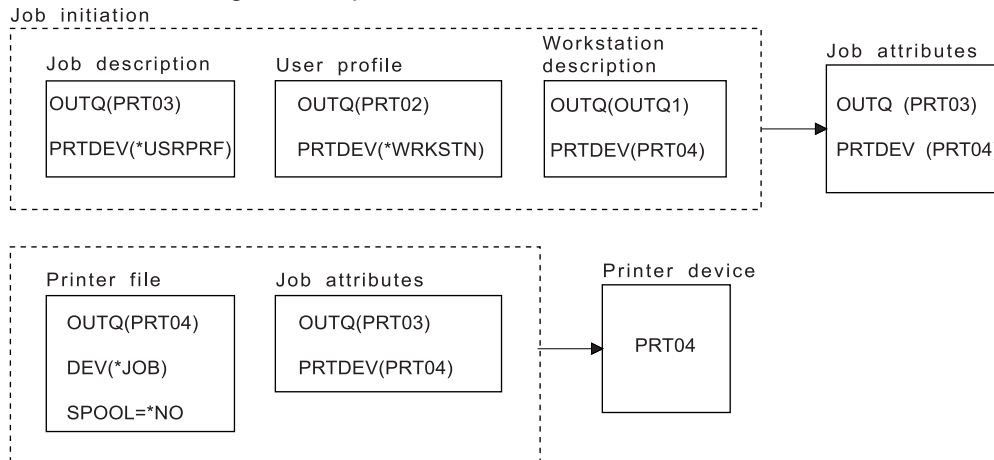 Job initiation
Job description
OUTQ(PRT03)
PRTDEV(*USRPRF)
User profile
OUTQ(PRT02)
PRTDEV(*WRKSTN)
Workstation
description
OUTQ(OUTQ1)
PRTDEV(PRT04)
Job attributes
OUTQ (PRT03)
PRTDEV (PRT04
Printer file
OUTQ(PRT04)
DEV(*JOB)
SPOOL=*NO
Job attributes
OUTQ(PRT03)
PRTDEV(PRT04)
Printer device
PRT04